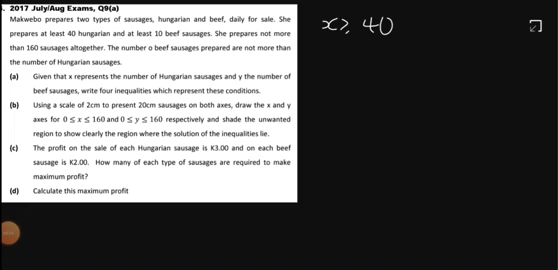 . 2017 July/Aug Exams, Q9(a)
Makwebo prepares two types of sausages, hungarian and beef, daily for sale. She
prepares at least 40 hungarian and at least 10 beef sausages. She prepares not more
than 160 sausages altogether. The number o beef sausages prepared are not more than
the number of Hungarian sausages.
(a) Given that x represents the number of Hungarian sausages and y the number of
beef sausages, write four inequalities which represent these conditions.
(b) Using a scale of 2cm to present 20cm sausages on both axes, draw the x and y
axes for 0 ≤ x ≤ 160 and 0 ≤ y ≤ 160 respectively and shade the unwanted
region to show clearly the region where the solution of the inequalities lie.
(c) The profit on the sale of each Hungarian sausage is K3.00 and on each beef
sausage is K2.00. How many of each type of sausages are required to make
maximum profit?
(d) Calculate this maximum profit
x ≥ 40